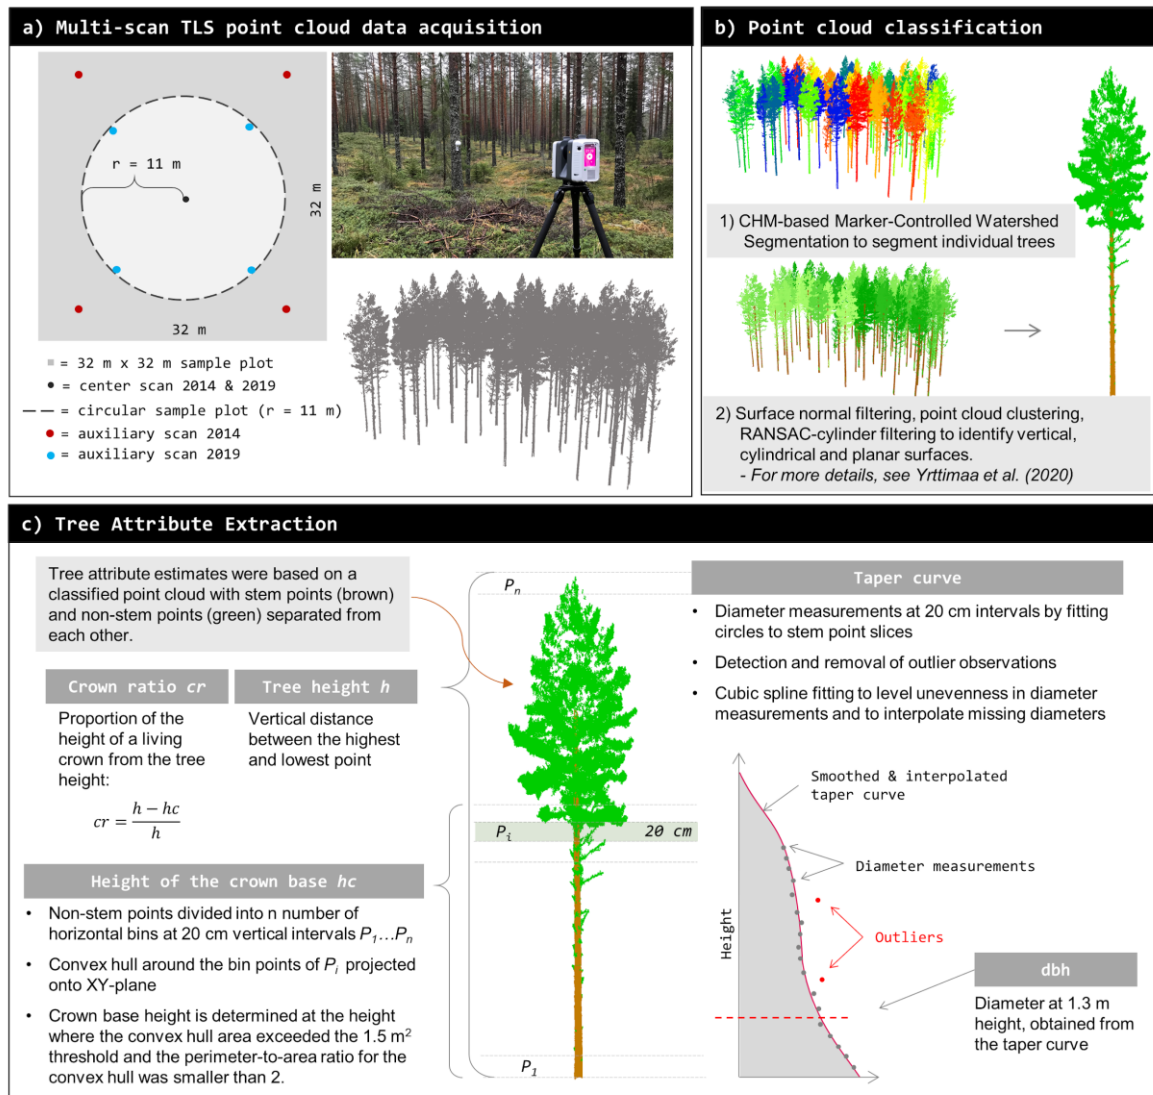 a) Multi-scan TLS point cloud data acquisition
r = 11 m
32 m
32 m
= 32 m x 32 m sample plot
= center scan 2014 & 2019
= circular sample plot (r = 11 m)
= auxiliary scan 2014
= auxiliary scan 2019
b) Point cloud classification
1) CHM-based Marker-Controlled Watershed
Segmentation to segment individual trees
2) Surface normal filtering, point cloud clustering,
RANSAC-cylinder filtering to identify vertical,
cylindrical and planar surfaces.
- For more details, see Yrttimaa et al. (2020)
c) Tree Attribute Extraction
Tree attribute estimates were based on a
classified point cloud with stem points (brown)
and non-stem points (green) separated from
each other.
Crown ratio cr
Proportion of the
height of a living
crown from the tree
height:
cr = (h − hc)/h
Tree height h
Vertical distance
between the highest
and lowest point
Height of the crown base hc
• Non-stem points divided into n number of
horizontal bins at 20 cm vertical intervals P₁…Pₙ
• Convex hull around the bin points of Pᵢ projected
onto XY-plane
• Crown base height is determined at the height
where the convex hull area exceeded the 1.5 m²
threshold and the perimeter-to-area ratio for the
convex hull was smaller than 2.
Pₙ
Pᵢ
20 cm
P₁
Taper curve
• Diameter measurements at 20 cm intervals by fitting
circles to stem point slices
• Detection and removal of outlier observations
• Cubic spline fitting to level unevenness in diameter
measurements and to interpolate missing diameters
Smoothed & interpolated
taper curve
Diameter measurements
Outliers
Height
dbh
Diameter at 1.3 m
height, obtained from
the taper curve